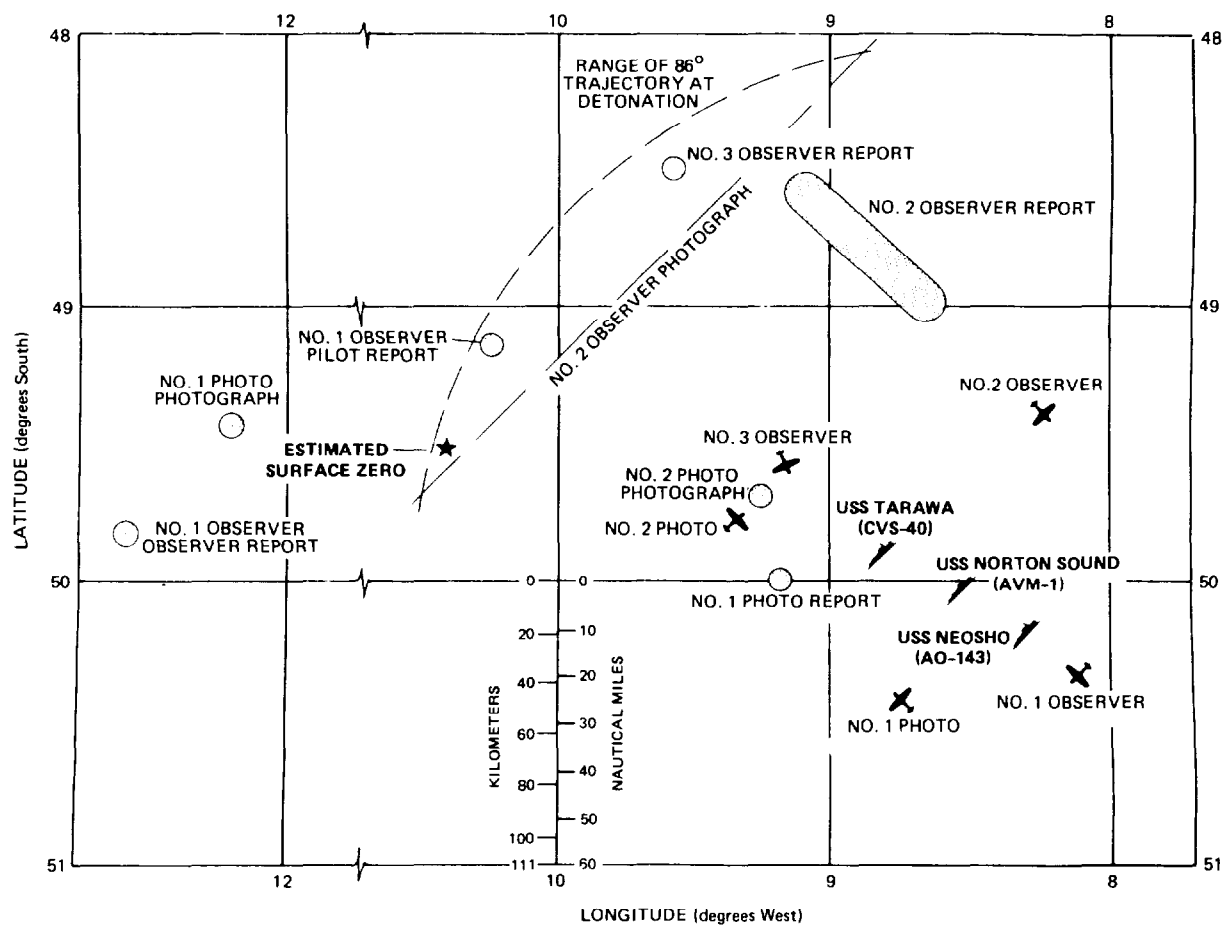 12
10
9
8
48
48
RANGE OF 86°
TRAJECTORY AT
DETONATION
NO. 3 OBSERVER REPORT
NO. 2 OBSERVER REPORT
NO. 2 OBSERVER PHOTOGRAPH
49
49
NO. 1 OBSERVER
PILOT REPORT
NO. 1 PHOTO
PHOTOGRAPH
NO.2 OBSERVER
ESTIMATED
SURFACE ZERO
NO. 3 OBSERVER
NO. 2 PHOTO
PHOTOGRAPH
NO. 2 PHOTO
USS TARAWA
(CVS-40)
NO. 1 OBSERVER
OBSERVER REPORT
USS NORTON SOUND
(AVM-1)
50
0
0
50
NO. 1 PHOTO REPORT
USS NEOSHO
(AO-143)
NO. 1 OBSERVER
NO. 1 PHOTO
LATITUDE (degrees South)
KILOMETERS
20
40
60
80
100
111
NAUTICAL MILES
10
20
30
40
50
60
51
51
12
10
9
8
LONGITUDE (degrees West)